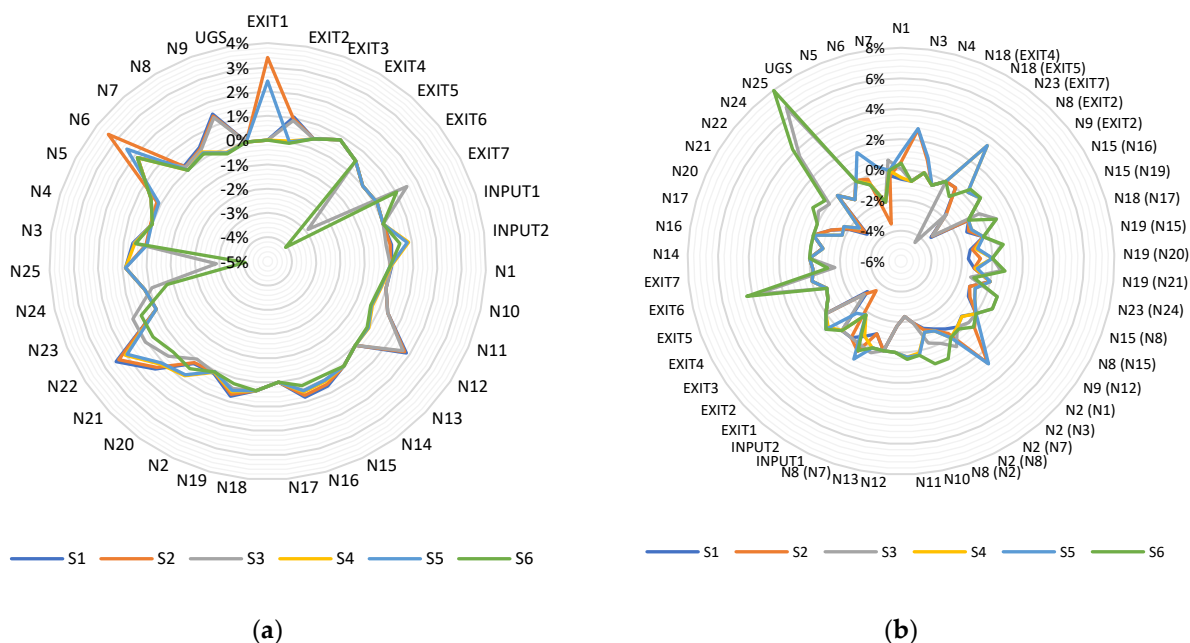 EXIT1
EXIT2
EXIT3
EXIT4
EXIT5
EXIT6
EXIT7
INPUT1
INPUT2
N1
N10
N11
N12
N13
N14
N15
N16
N17
N18
N19
N2
N20
N21
N22
N23
N24
N25
N3
N4
N5
N6
N7
N8
N9
UGS
4%
3%
2%
1%
0%
-1%
-2%
-3%
-4%
-5%
S1 S2 S3 S4 S5 S6
(a)
N1
N3
N4
N18 (EXIT4)
N18 (EXIT5)
N23 (EXIT7)
N8 (EXIT2)
N9 (EXIT2)
N15 (N16)
N15 (N19)
N18 (N17)
N19 (N15)
N19 (N20)
N19 (N21)
N23 (N24)
N15 (N8)
N8 (N15)
N9 (N12)
N2 (N1)
N2 (N3)
N2 (N7)
N2 (N8)
N8 (N2)
N10
N11
N12
N13
N8 (N7)
INPUT1
INPUT2
EXIT1
EXIT2
EXIT3
EXIT4
EXIT5
EXIT6
EXIT7
N14
N16
N17
N20
N21
N22
N24
N25
UGS
N5
N6
N7
8%
6%
4%
2%
0%
-2%
-4%
-6%
S1 S2 S3 S4 S5 S6
(b)